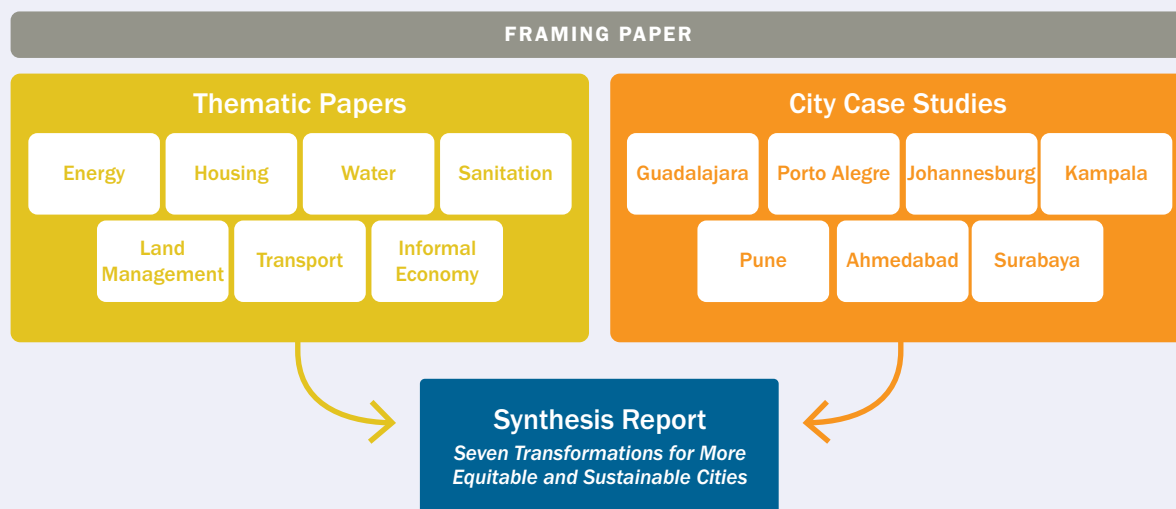 FRAMING PAPER
Thematic Papers
Energy
Housing
Water
Sanitation
Land
Management
Transport
Informal
Economy
City Case Studies
Guadalajara
Porto Alegre
Johannesburg
Kampala
Pune
Ahmedabad
Surabaya
Synthesis Report
Seven Transformations for More
Equitable and Sustainable Cities